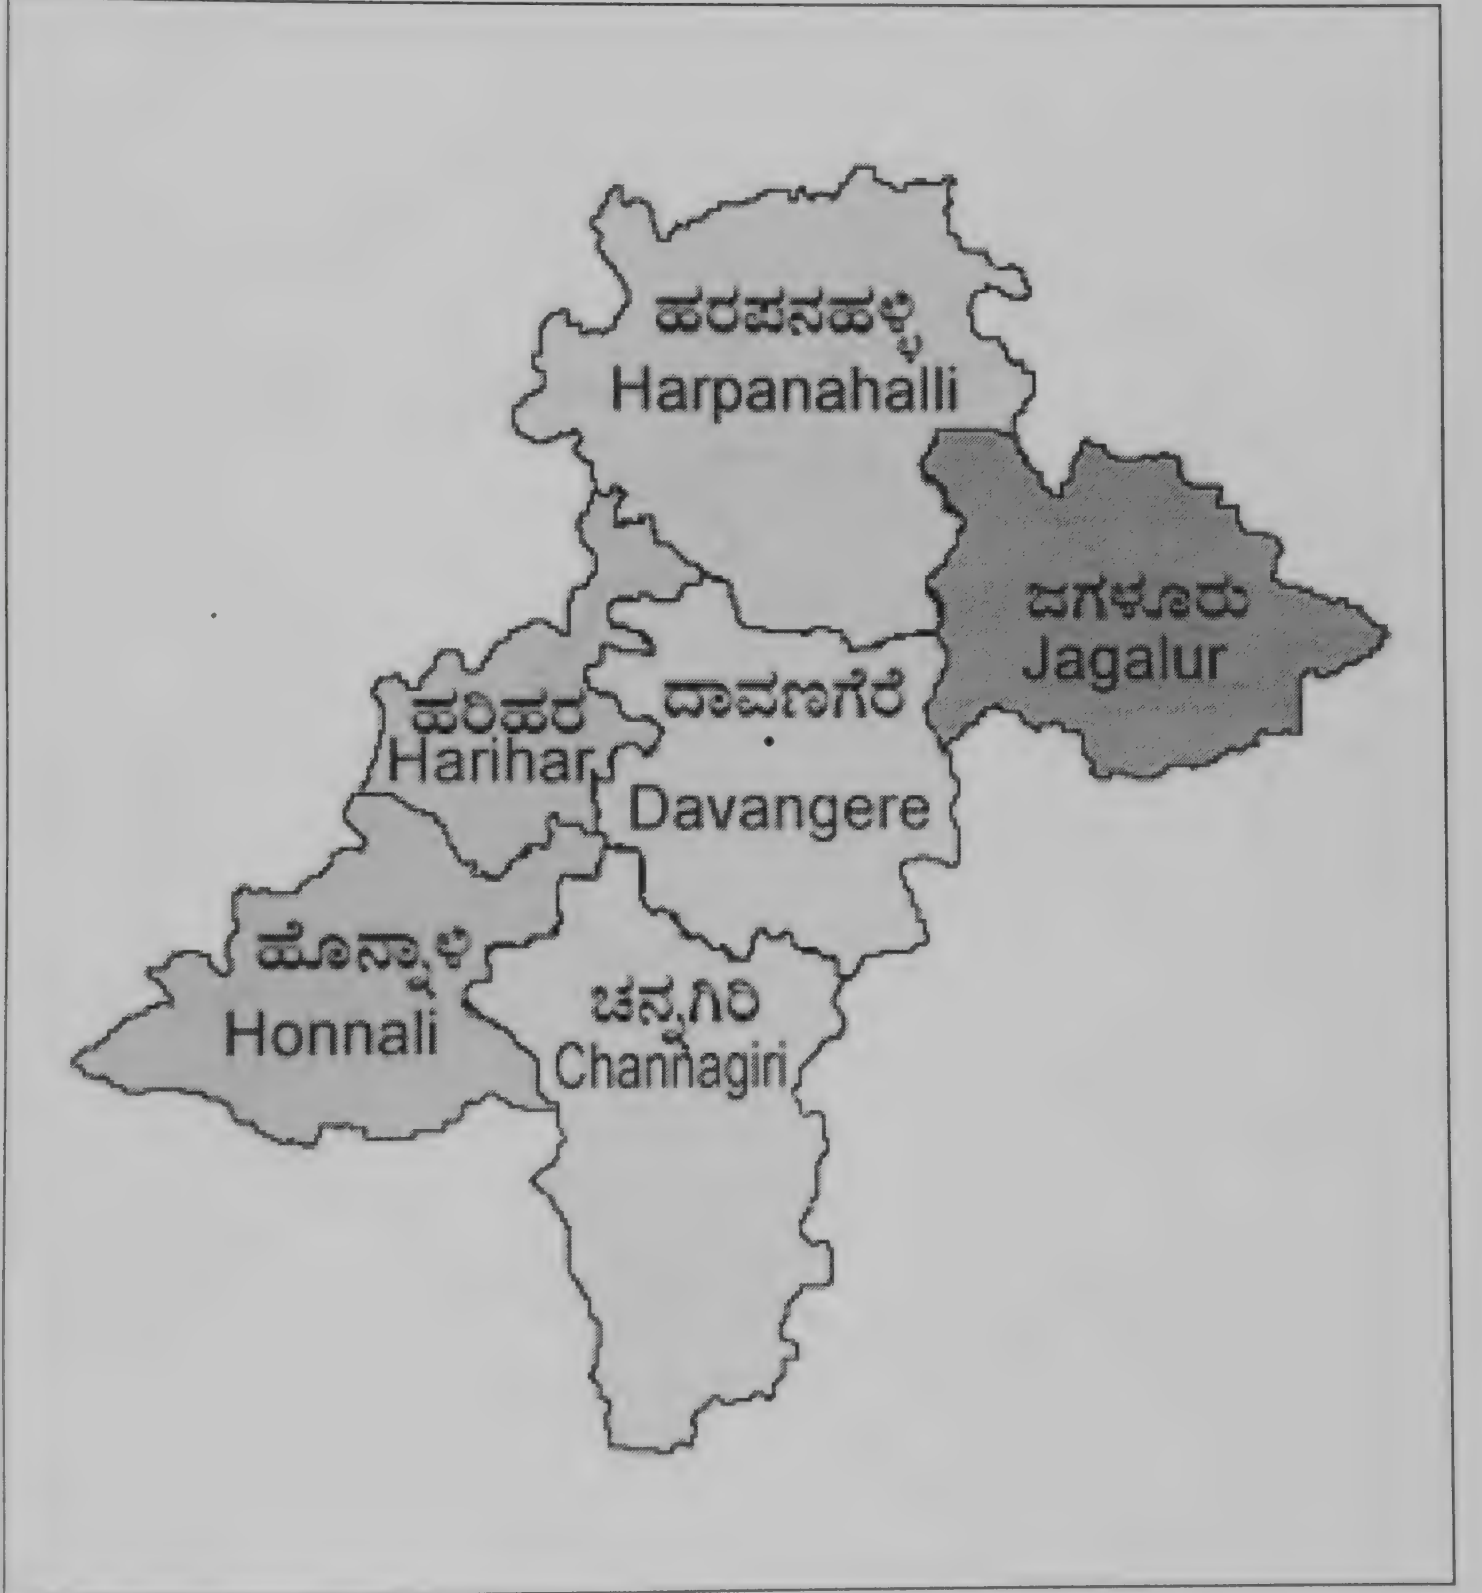 ಹರಪನಹಳ್ಳಿ
Harpanahalli
ಜಗಳೂರು
Jagalur
ಹರಿಹರ
Harihar
ದಾವಣಗೆರೆ
Davangere
ಹೊನ್ನಾಳಿ
Honnali
ಚನ್ನಗಿರಿ
Channagiri